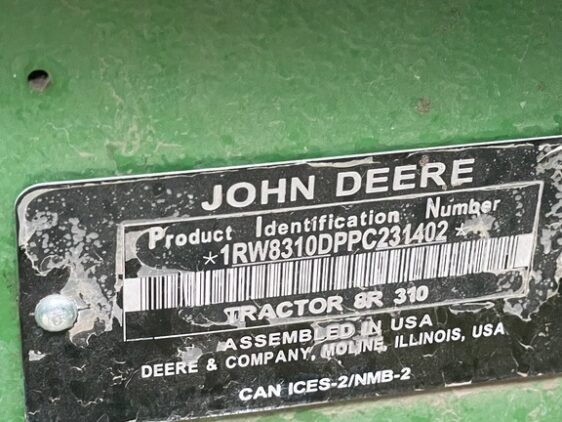 JOHN DEERE
Product Identification Number
*1RW8310DPPC231402*
TRACTOR 8R 310
ASSEMBLED IN USA
DEERE & COMPANY, MOLINE, ILLINOIS, USA
CAN ICES-2/NMB-2